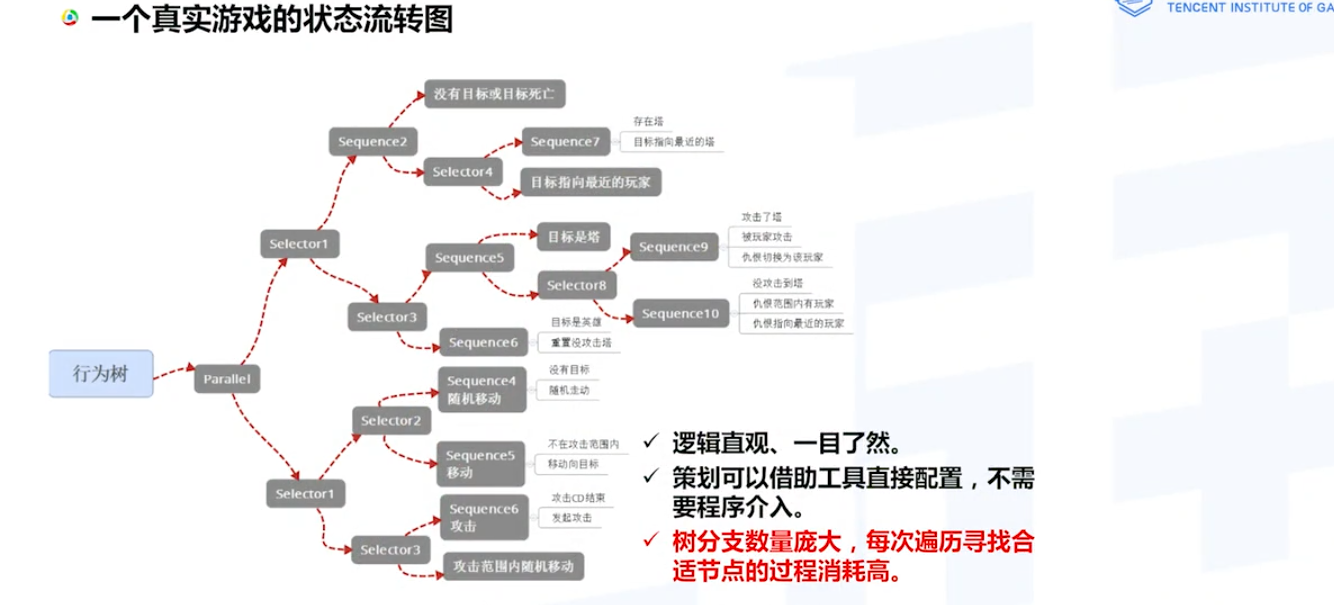 一个真实游戏的状态流转图
TENCENT INSTITUTE OF GA
没有目标或目标死亡
Sequence2
Sequence7
存在塔
目标指向最近的塔
Selector4
目标指向最近的玩家
Selector1
目标是塔
Sequence5
Sequence9
攻击了塔
被玩家攻击
仇恨切换为该玩家
Selector8
Selector3
Sequence10
没攻击到塔
仇恨范围内有玩家
仇恨指向最近的玩家
Sequence6
目标是英雄
重置没攻击塔
行为树
Parallel
Sequence4
随机移动
没有目标
随机走动
Selector2
Sequence5
移动
不在攻击范围内
移动向目标
Selector1
Sequence6
攻击
攻击CD结束
发起攻击
Selector3
攻击范围内随机移动
✓ 逻辑直观、一目了然。
✓ 策划可以借助工具直接配置，不需
要程序介入。
✓ 树分支数量庞大，每次遍历寻找合
适节点的过程消耗高。